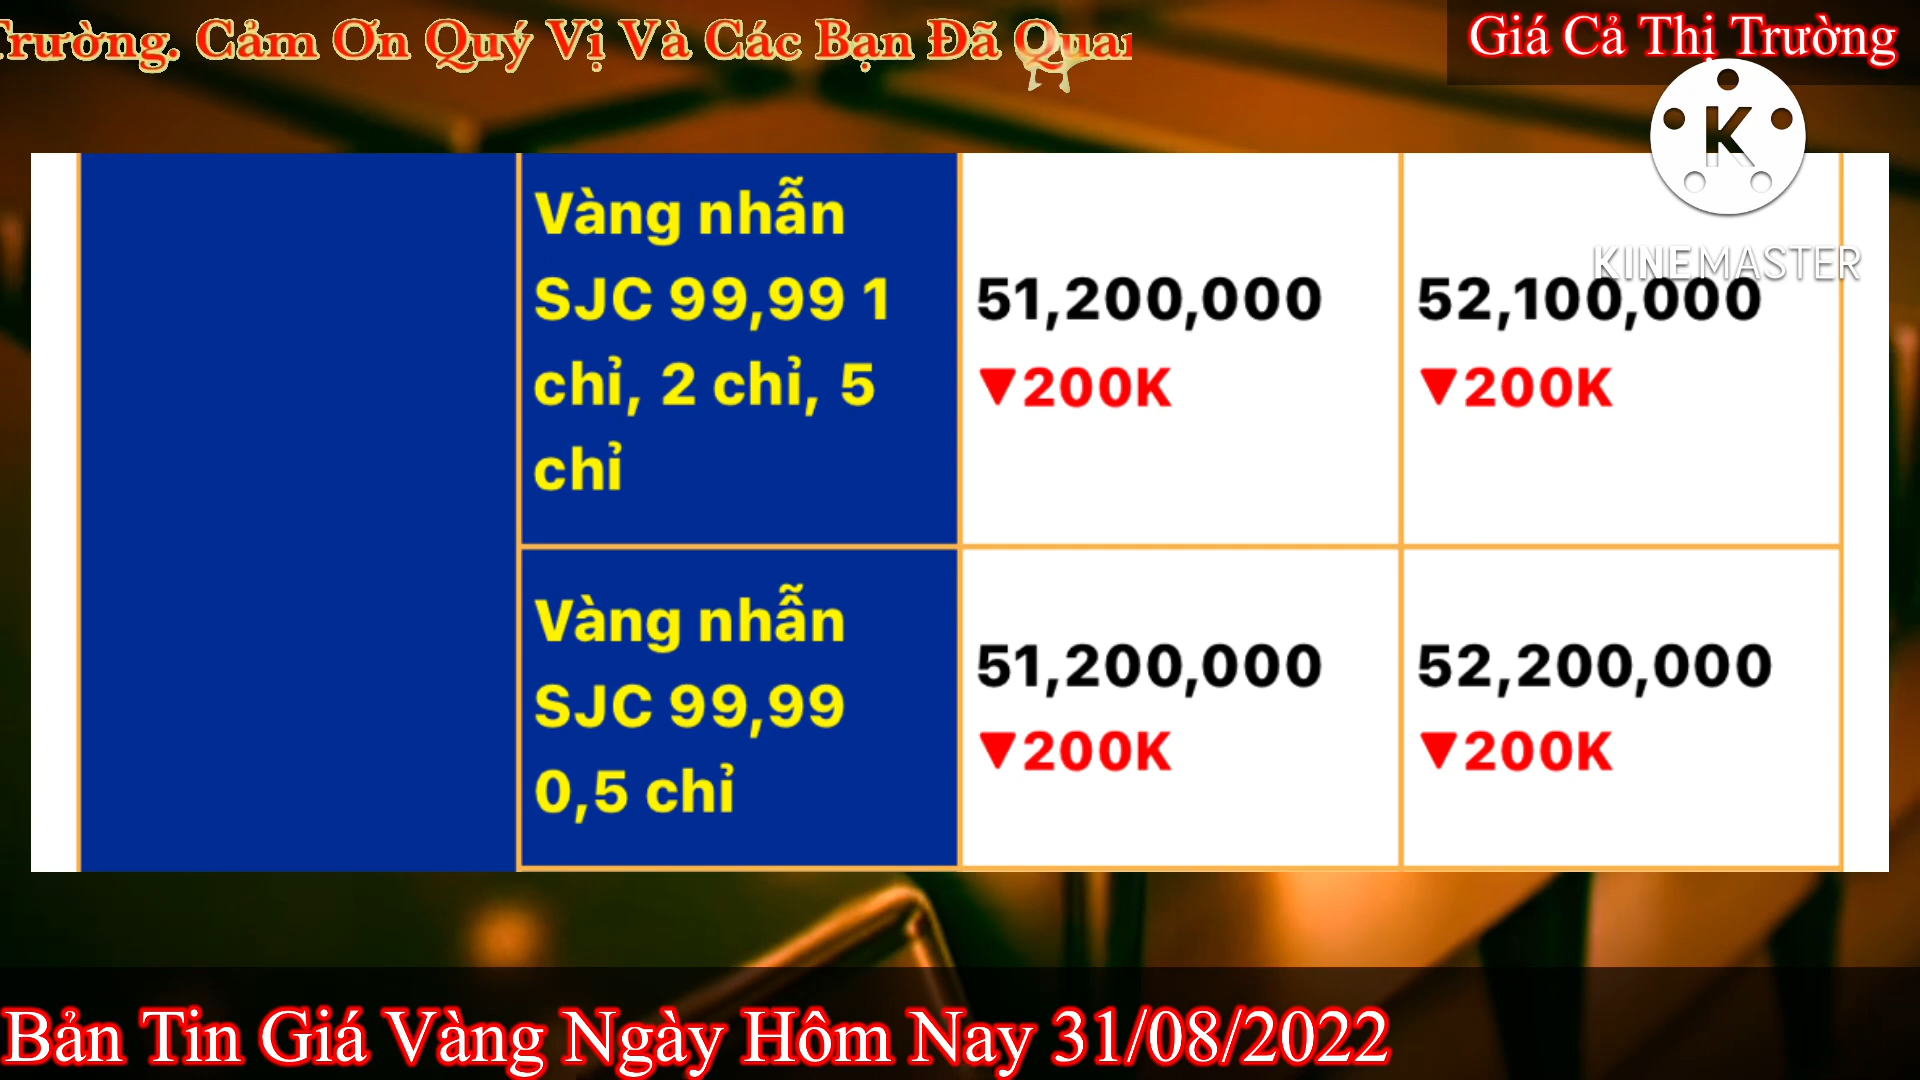 Trường. Cảm Ơn Quý Vị Và Các Bạn Đã
Giá Cả Thị Trường
K
KINEMASTER
Vàng nhẫn
SJC 99,99 1
chỉ, 2 chỉ, 5
chỉ
51,200,000
▼200K
52,100,000
▼200K
Vàng nhẫn
SJC 99,99
0,5 chỉ
51,200,000
▼200K
52,200,000
▼200K
Bản Tin Giá Vàng Ngày Hôm Nay 31/08/2022